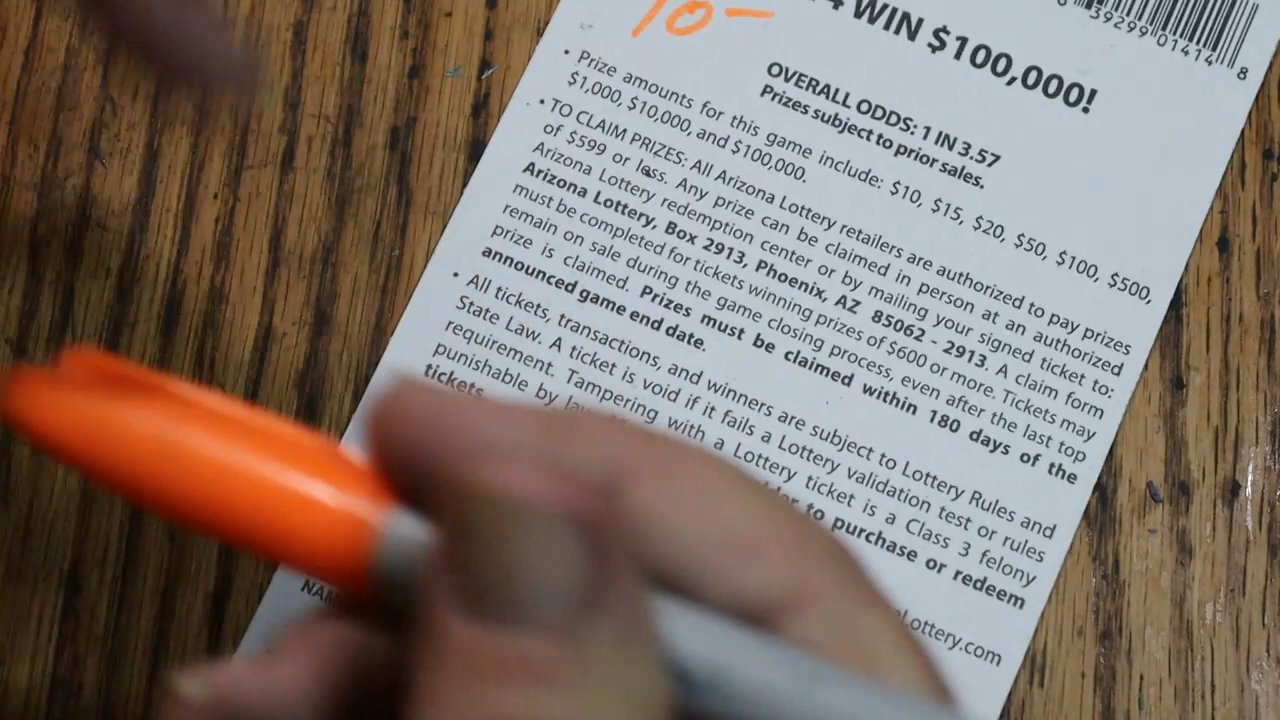 10-
WIN $100,000!
39299 01414 8
OVERALL ODDS: 1 IN 3.57
Prizes subject to prior sales.
• Prize amounts for this game include: $10, $15, $20, $50, $100, $500,
$1,000, $10,000, and $100,000.
• TO CLAIM PRIZES: All Arizona Lottery retailers are authorized to pay prizes
of $599 or less. Any prize can be claimed in person at an authorized
Arizona Lottery redemption center or by mailing your signed ticket to:
Arizona Lottery, Box 2913, Phoenix, AZ 85062 - 2913. A claim form
must be completed for tickets winning prizes of $600 or more. Tickets may
remain on sale during the game closing process, even after the last top
prize is claimed. Prizes must be claimed within 180 days of the
announced game end date.
• All tickets, transactions, and winners are subject to Lottery Rules and
State Law. A ticket is void if it fails a Lottery validation test or rules
requirement. Tampering with a Lottery ticket is a Class 3 felony
punishable by to purchase or redeem
tickets.
Lottery.com